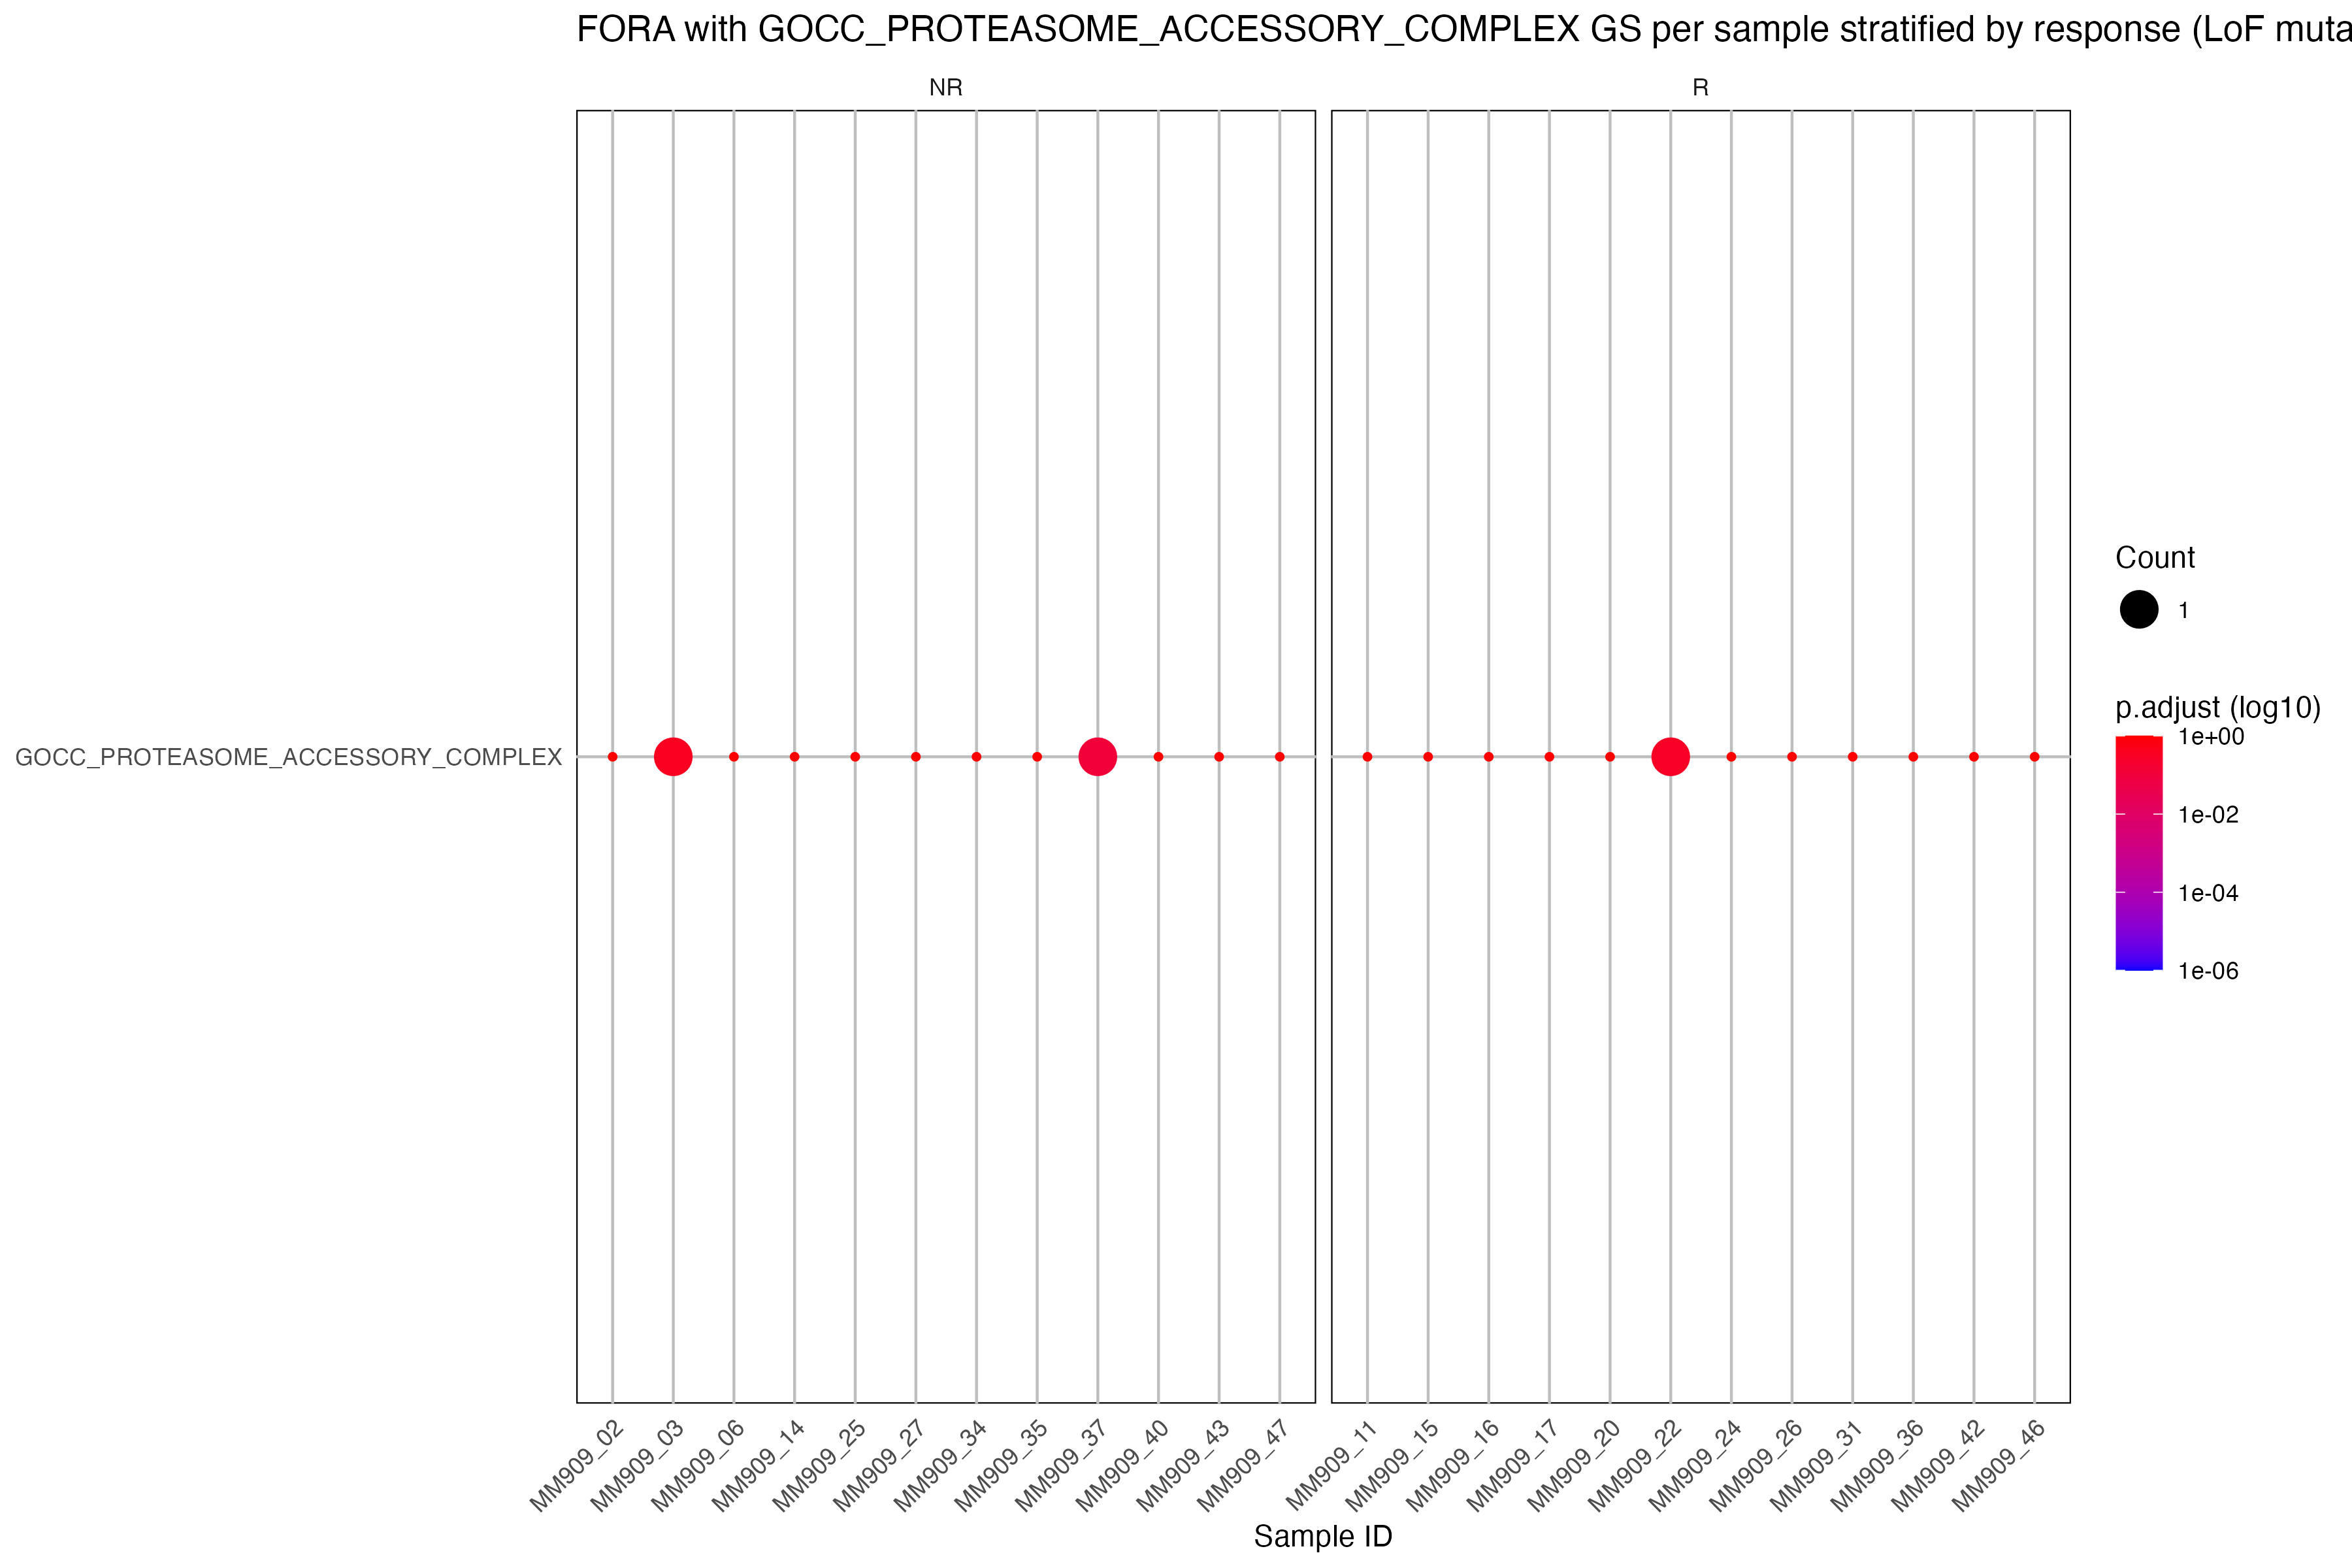 FORA with GOCC_PROTEASOME_ACCESSORY_COMPLEX GS per sample stratified by response (LoF muta
NR
R
GOCC_PROTEASOME_ACCESSORY_COMPLEX
Count
1
p.adjust (log10)
1e+00
1e-02
1e-04
1e-06
MM909_02
MM909_03
MM909_06
MM909_14
MM909_25
MM909_27
MM909_34
MM909_35
MM909_37
MM909_40
MM909_43
MM909_47
MM909_11
MM909_15
MM909_16
MM909_17
MM909_20
MM909_22
MM909_24
MM909_26
MM909_31
MM909_36
MM909_42
MM909_46
Sample ID